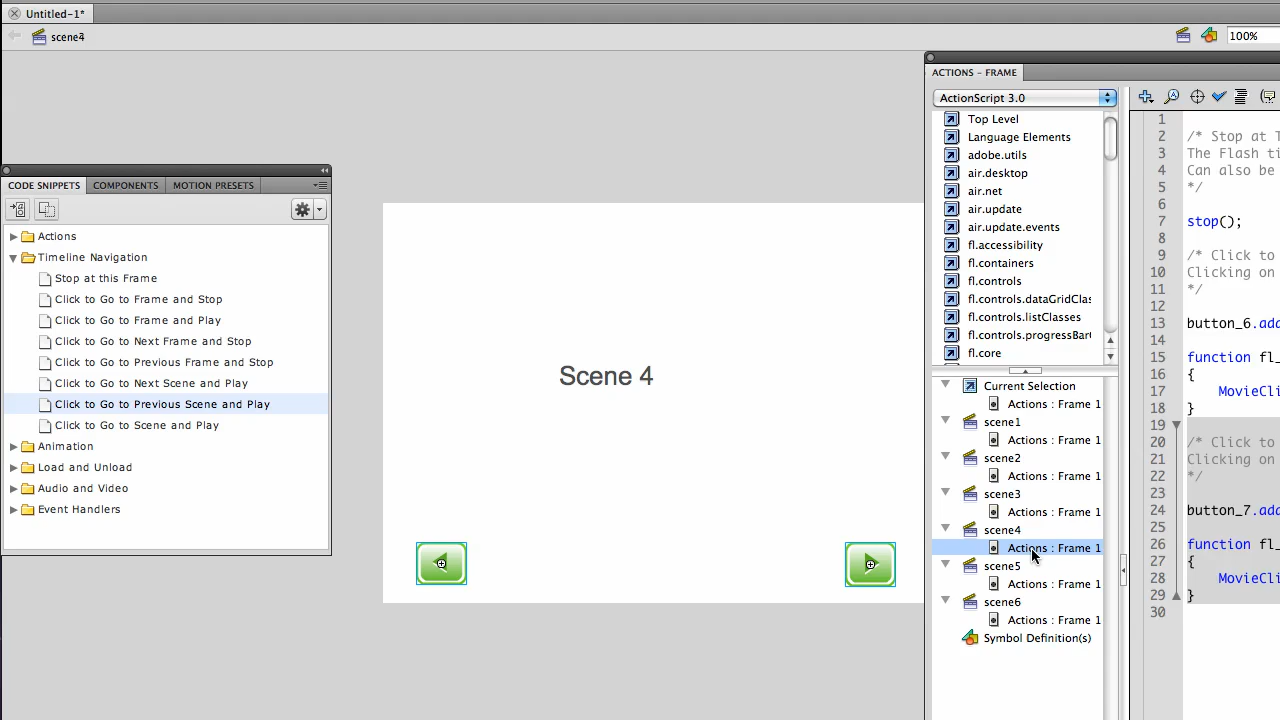 Untitled-1*
scene4
100%
ACTIONS - FRAME
ActionScript 3.0
Top Level
Language Elements
adobe.utils
air.desktop
air.net
air.update
air.update.events
fl.accessibility
fl.containers
fl.controls
fl.controls.dataGridClas
fl.controls.listClasses
fl.controls.progressBar
fl.core
Current Selection
Actions : Frame 1
scene1
Actions : Frame 1
scene2
Actions : Frame 1
scene3
Actions : Frame 1
scene4
Actions : Frame 1
scene5
Actions : Frame 1
scene6
Actions : Frame 1
Symbol Definition(s)
CODE SNIPPETS
COMPONENTS
MOTION PRESETS
Actions
Timeline Navigation
Stop at this Frame
Click to Go to Frame and Stop
Click to Go to Frame and Play
Click to Go to Next Frame and Stop
Click to Go to Previous Frame and Stop
Click to Go to Next Scene and Play
Click to Go to Previous Scene and Play
Click to Go to Scene and Play
Animation
Load and Unload
Audio and Video
Event Handlers
Scene 4
1
2 /* Stop at T
3 The Flash ti
4 Can also be
5 */
6
7 stop();
8
9 /* Click to
10 Clicking on
11 */
12
13 button_6.add
14
15 function fl_
16 {
17 MovieCli
18 }
19
20 /* Click to
21 Clicking on
22 */
23
24 button_7.add
25
26 function fl_
27 {
28 MovieCli
29 }
30